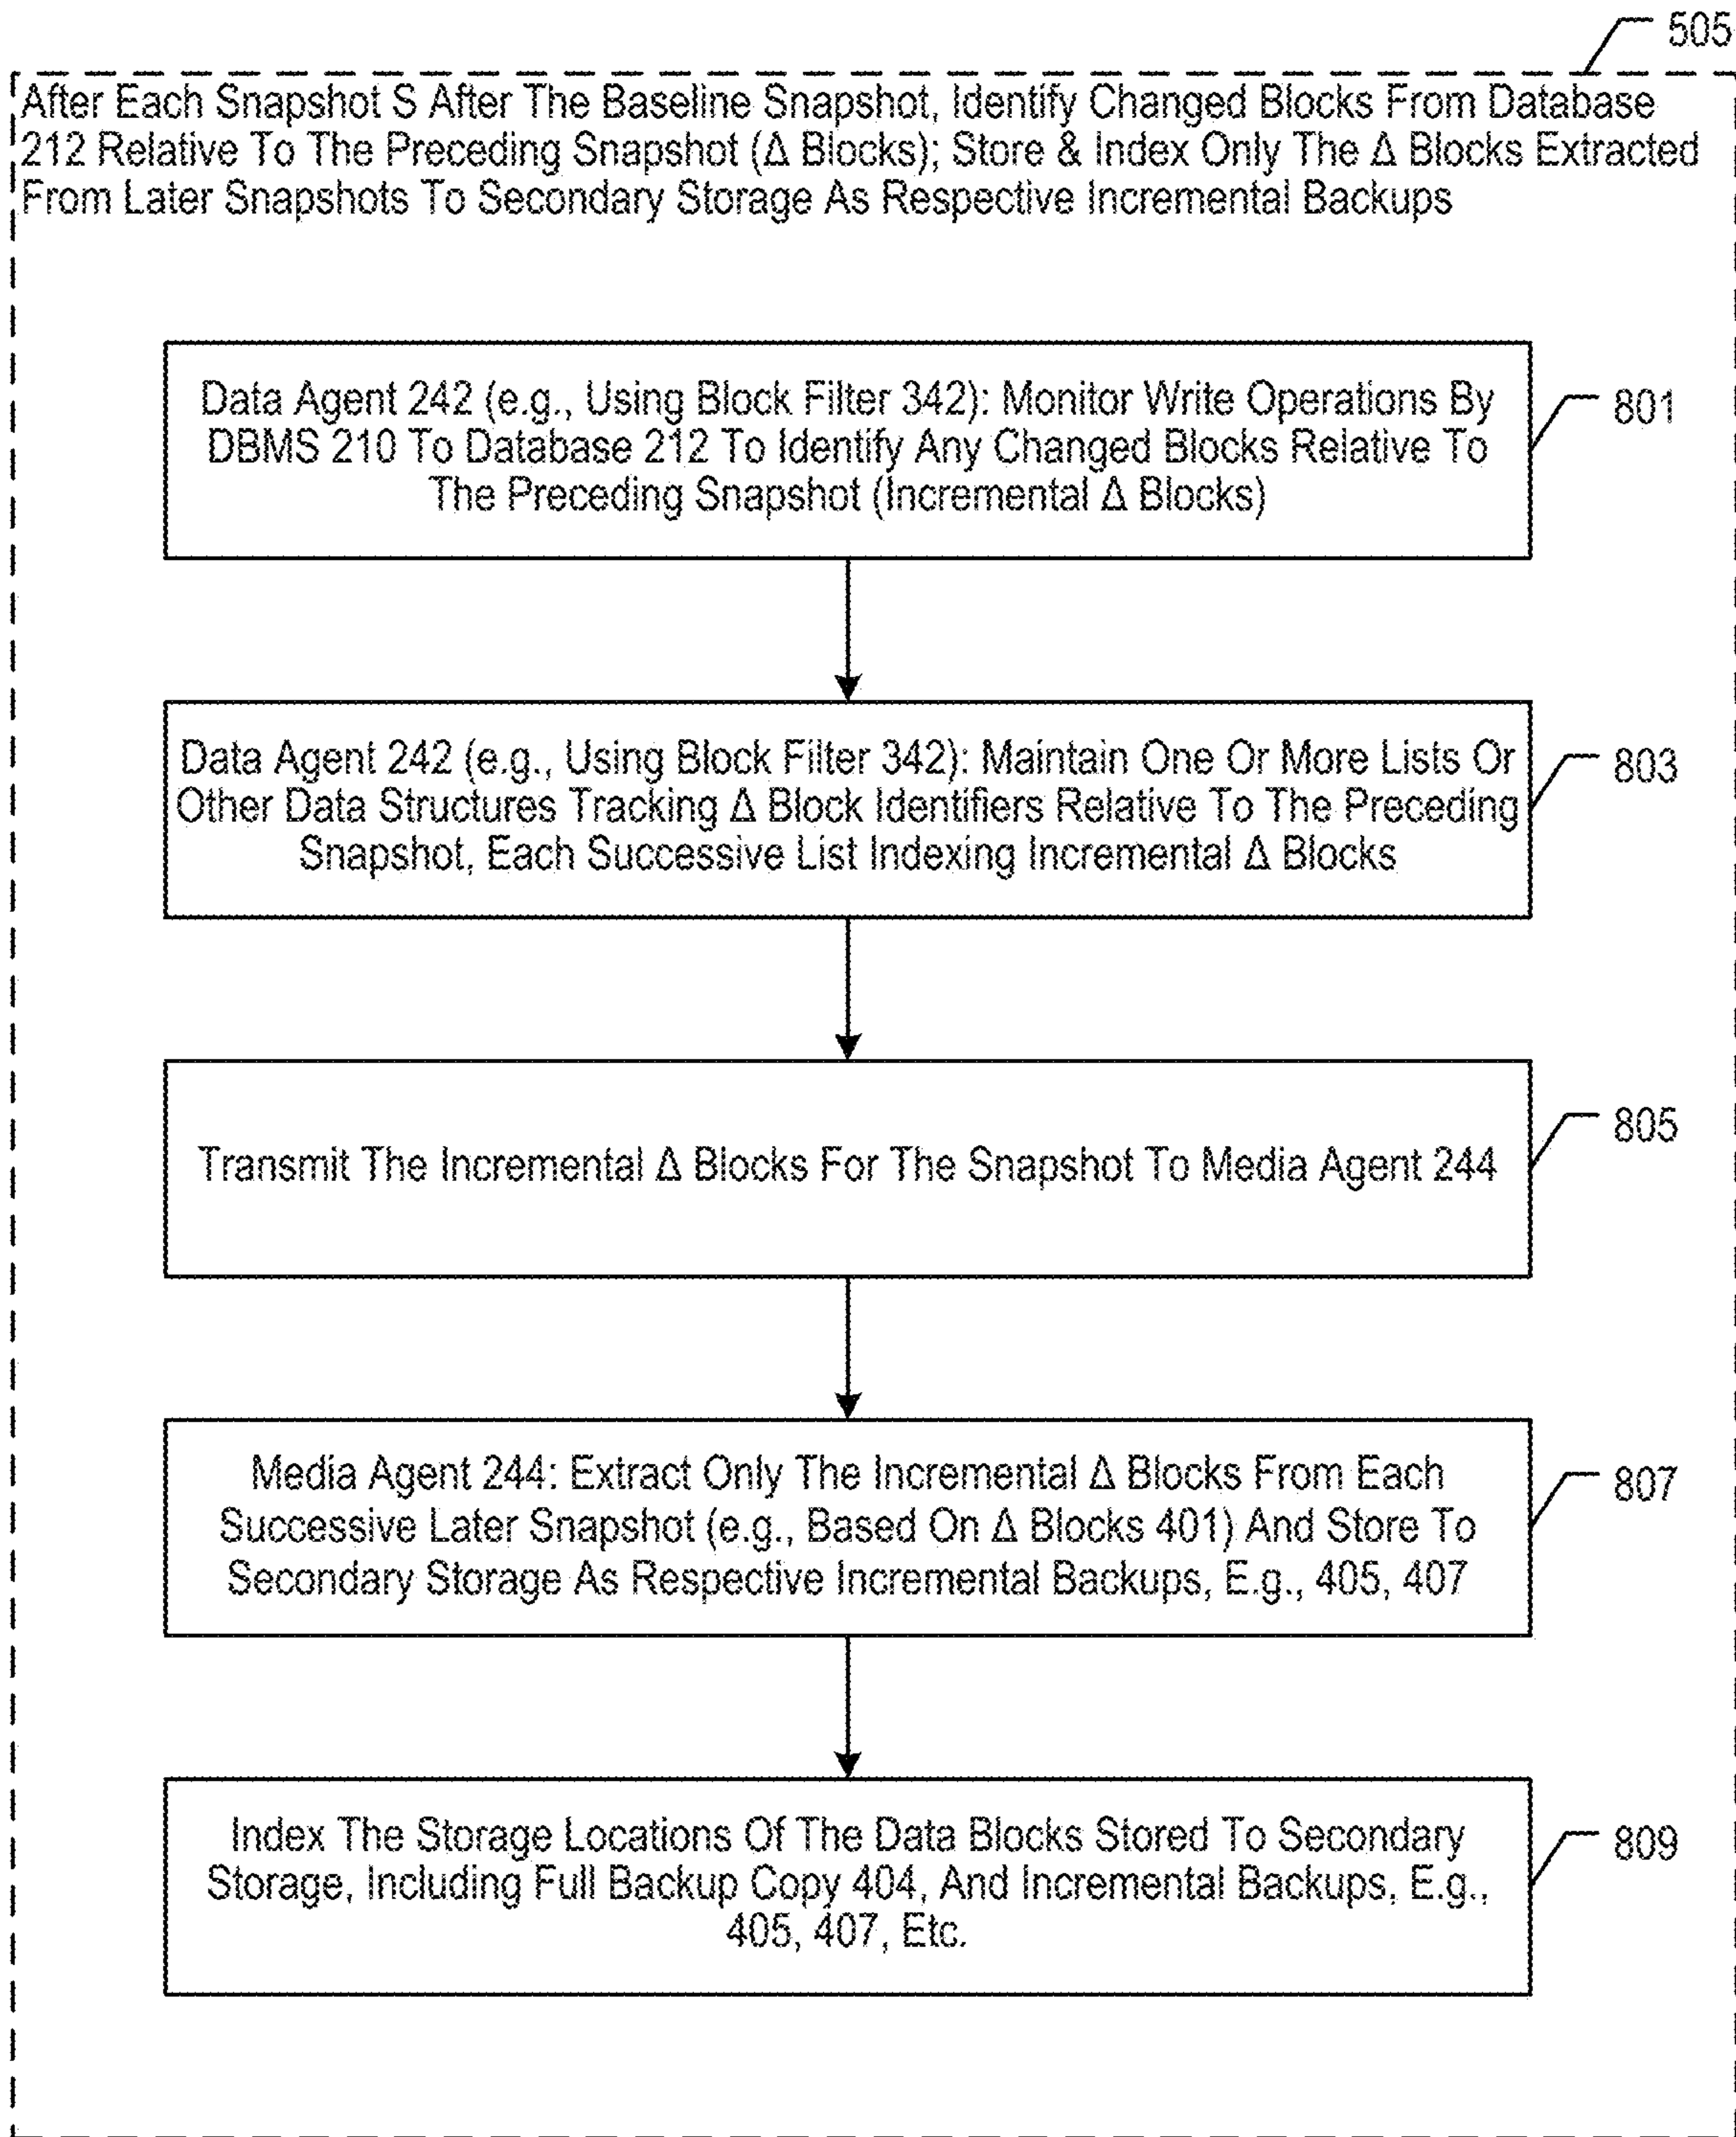 505
After Each Snapshot S After The Baseline Snapshot, Identify Changed Blocks From Database
212 Relative To The Preceding Snapshot (Δ Blocks); Store & Index Only The Δ Blocks Extracted
From Later Snapshots To Secondary Storage As Respective Incremental Backups
Data Agent 242 (e.g., Using Block Filter 342): Monitor Write Operations By
DBMS 210 To Database 212 To Identify Any Changed Blocks Relative To
The Preceding Snapshot (Incremental Δ Blocks)
801
Data Agent 242 (e.g., Using Block Filter 342): Maintain One Or More Lists Or
Other Data Structures Tracking Δ Block Identifiers Relative To The Preceding
Snapshot, Each Successive List Indexing Incremental Δ Blocks
803
Transmit The Incremental Δ Blocks For The Snapshot To Media Agent 244
805
Media Agent 244: Extract Only The Incremental Δ Blocks From Each
Successive Later Snapshot (e.g., Based On Δ Blocks 401) And Store To
Secondary Storage As Respective Incremental Backups, E.g., 405, 407
807
Index The Storage Locations Of The Data Blocks Stored To Secondary
Storage, Including Full Backup Copy 404, And Incremental Backups, E.g.,
405, 407, Etc.
809